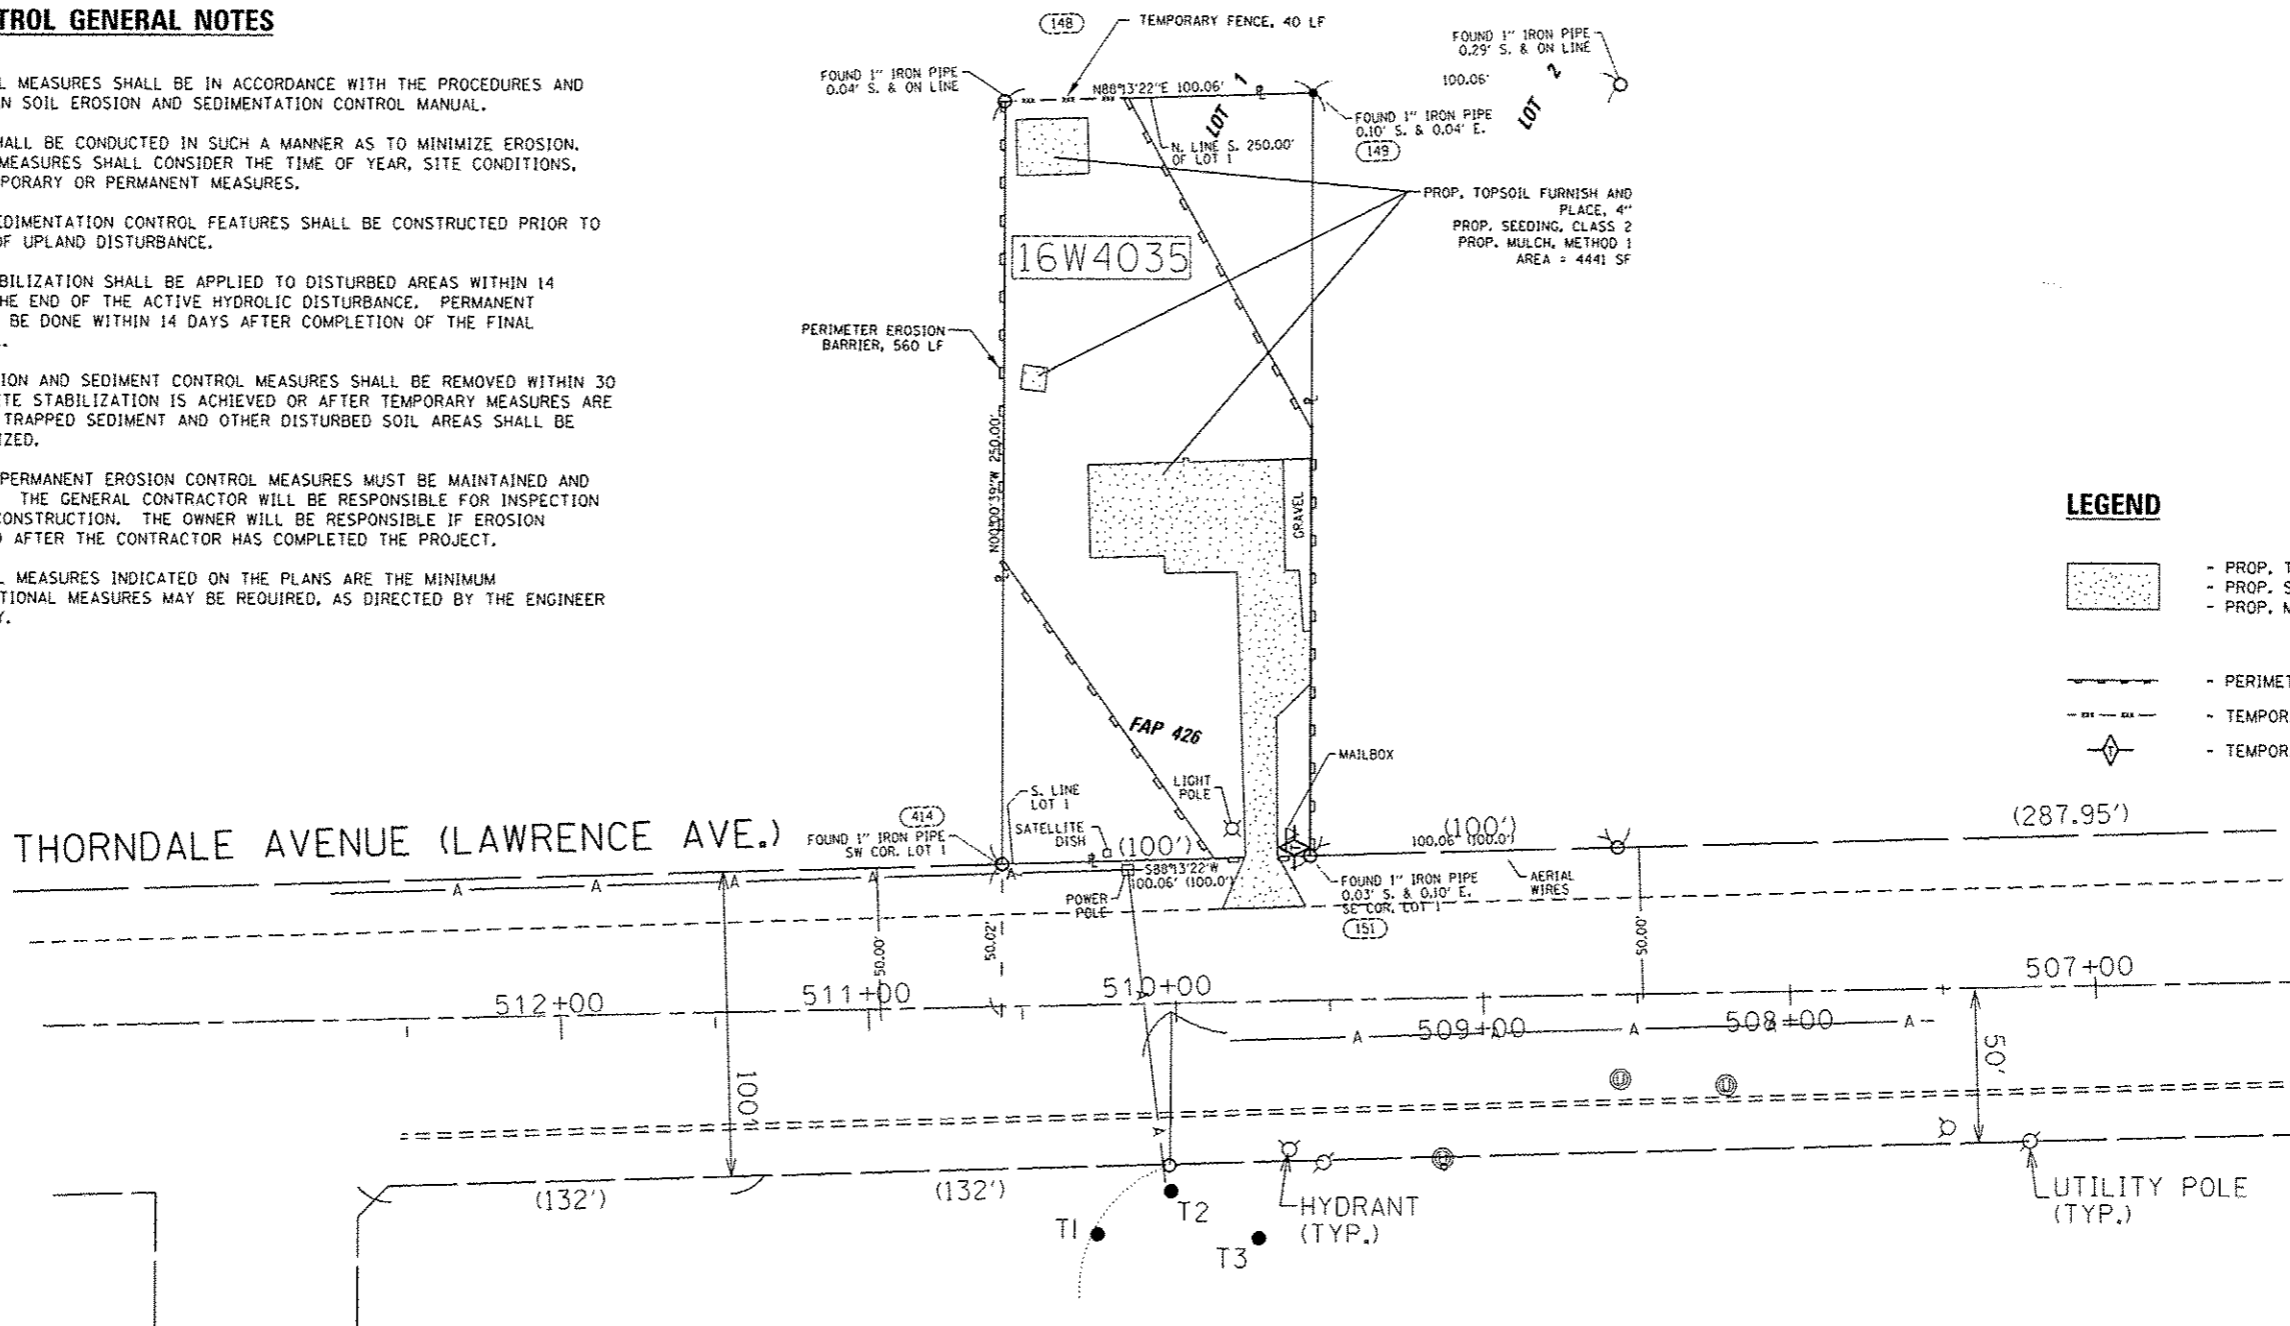 TROL GENERAL NOTES
L MEASURES SHALL BE IN ACCORDANCE WITH THE PROCEDURES AND
N SOIL EROSION AND SEDIMENTATION CONTROL MANUAL.
HALL BE CONDUCTED IN SUCH A MANNER AS TO MINIMIZE EROSION.
MEASURES SHALL CONSIDER THE TIME OF YEAR, SITE CONDITIONS,
PORARY OR PERMANENT MEASURES.
EDIMENTATION CONTROL FEATURES SHALL BE CONSTRUCTED PRIOR TO
OF UPLAND DISTURBANCE.
BILIZATION SHALL BE APPLIED TO DISTURBED AREAS WITHIN 14
HE END OF THE ACTIVE HYDROLIC DISTURBANCE. PERMANENT
BE DONE WITHIN 14 DAYS AFTER COMPLETION OF THE FINAL
ION AND SEDIMENT CONTROL MEASURES SHALL BE REMOVED WITHIN 30
TE STABILIZATION IS ACHIEVED OR AFTER TEMPORARY MEASURES ARE
TRAPPED SEDIMENT AND OTHER DISTURBED SOIL AREAS SHALL BE
IZED.
PERMANENT EROSION CONTROL MEASURES MUST BE MAINTAINED AND
THE GENERAL CONTRACTOR WILL BE RESPONSIBLE FOR INSPECTION
ONSTRUCTION. THE OWNER WILL BE RESPONSIBLE IF EROSION
D AFTER THE CONTRACTOR HAS COMPLETED THE PROJECT.
L MEASURES INDICATED ON THE PLANS ARE THE MINIMUM
TIONAL MEASURES MAY BE REQUIRED, AS DIRECTED BY THE ENGINEER
Y.
148
TEMPORARY FENCE, 40 LF
FOUND 1" IRON PIPE
0.04' S. & ON LINE
N88°13'22"E 100.06'
LOT 1
N. LINE S. 250.00'
OF LOT 1
FOUND 1" IRON PIPE
0.29' S. & ON LINE
100.06'
LOT 2
FOUND 1" IRON PIPE
0.10' S. & 0.04' E.
149
PROP. TOPSOIL FURNISH AND
PLACE, 4"
PROP. SEEDING, CLASS 2
PROP. MULCH, METHOD 1
AREA = 4441 SF
16W4035
PERIMETER EROSION
BARRIER, 560 LF
N00°00'39"W 250.00'
GRAVEL
FAP 426
LIGHT
POLE
MAILBOX
LEGEND
- PROP. T
- PROP. S
- PROP. M
- PERIMET
- TEMPOR
T - TEMPOR
THORNDALE AVENUE (LAWRENCE AVE.)
414
FOUND 1" IRON PIPE
SW COR. LOT 1
S. LINE
LOT 1
SATELLITE
DISH
(100')
S88°13'22"W
100.06' (100.0')
POWER
POLE
(100')
100.06' (100.0')
(287.95')
AERIAL
WIRES
FOUND 1" IRON PIPE
0.03' S. & 0.10' E.
SE COR. LOT 1
151
A A A A A
50.00'
50.02'
50.00'
512+00
511+00
510+00
509+00
508+00
507+00
A A A A A
A
A
100'
50'
(132')
(132')
T1
T2
T3
HYDRANT
(TYP.)
UTILITY POLE
(TYP.)